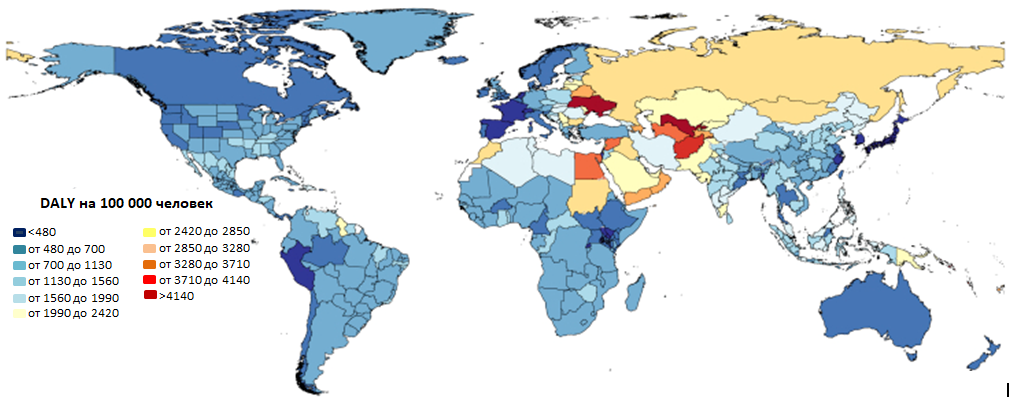 DALY на 100 000 человек
<480
от 480 до 700
от 700 до 1130
от 1130 до 1560
от 1560 до 1990
от 1990 до 2420
от 2420 до 2850
от 2850 до 3280
от 3280 до 3710
от 3710 до 4140
>4140